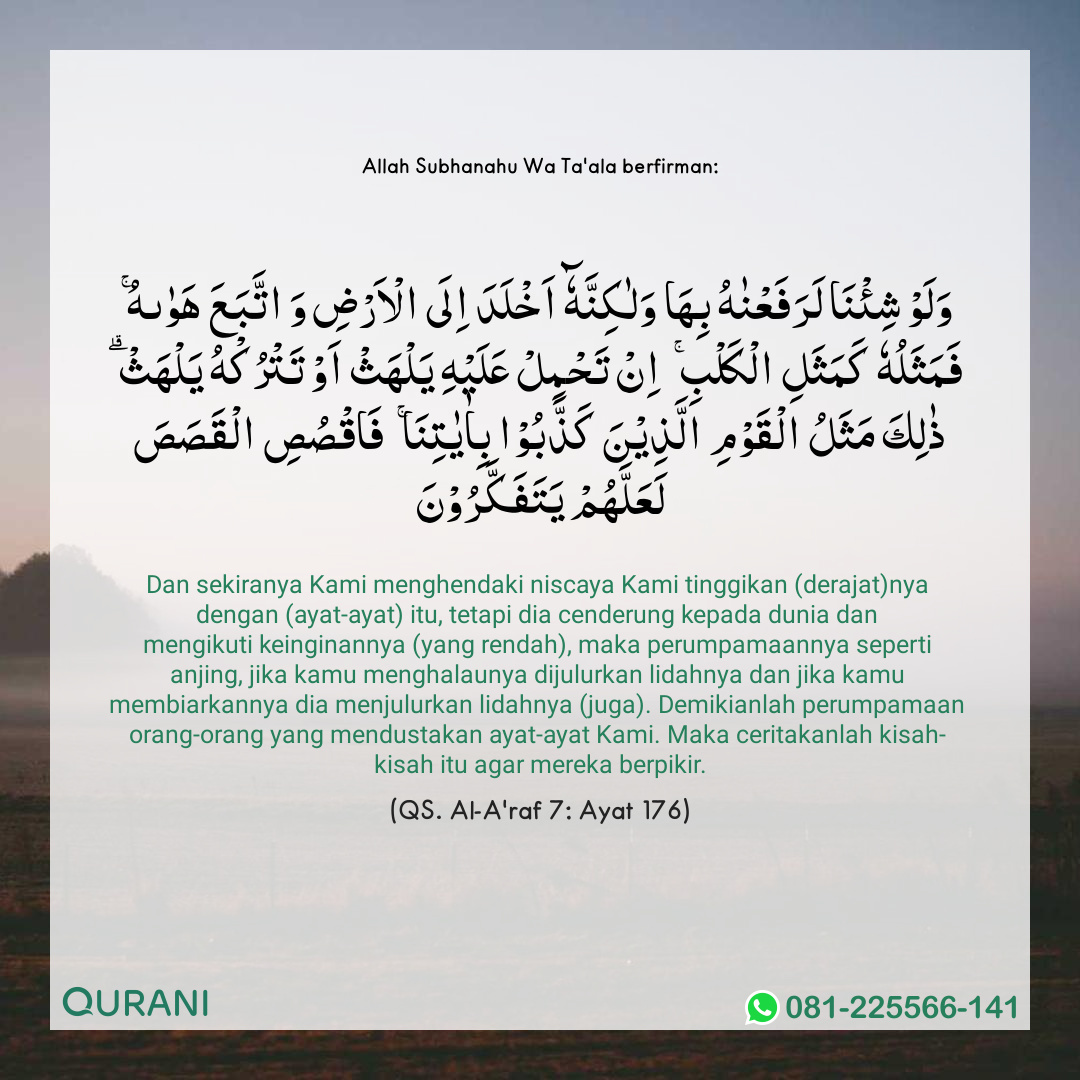 Allah Subhanahu Wa Ta'ala berfirman:
وَلَوْ شِئْنَا لَرَفَعْنٰهُ بِهَا وَلٰكِنَّهٗۤ اَخْلَدَ اِلَى الْاَرْضِ وَ اتَّبَعَ هَوٰٮهُ ۚ
فَمَثَلُهٗ كَمَثَلِ الْكَلْبِ ۚ اِنْ تَحْمِلْ عَلَيْهِ يَلْهَثْ اَوْ تَتْرُكْهُ يَلْهَثْ ۗ
ذٰلِكَ مَثَلُ الْقَوْمِ الَّذِيْنَ كَذَّبُوْا بِاٰيٰتِنَا ۚ فَاقْصُصِ الْقَصَصَ
لَعَلَّهُمْ يَتَفَكَّرُوْنَ
Dan sekiranya Kami menghendaki niscaya Kami tinggikan (derajat)nya
dengan (ayat-ayat) itu, tetapi dia cenderung kepada dunia dan
mengikuti keinginannya (yang rendah), maka perumpamaannya seperti
anjing, jika kamu menghalaunya dijulurkan lidahnya dan jika kamu
membiarkannya dia menjulurkan lidahnya (juga). Demikianlah perumpamaan
orang-orang yang mendustakan ayat-ayat Kami. Maka ceritakanlah kisah-
kisah itu agar mereka berpikir.
(QS. Al-A'raf 7: Ayat 176)
QURANI
081-225566-141